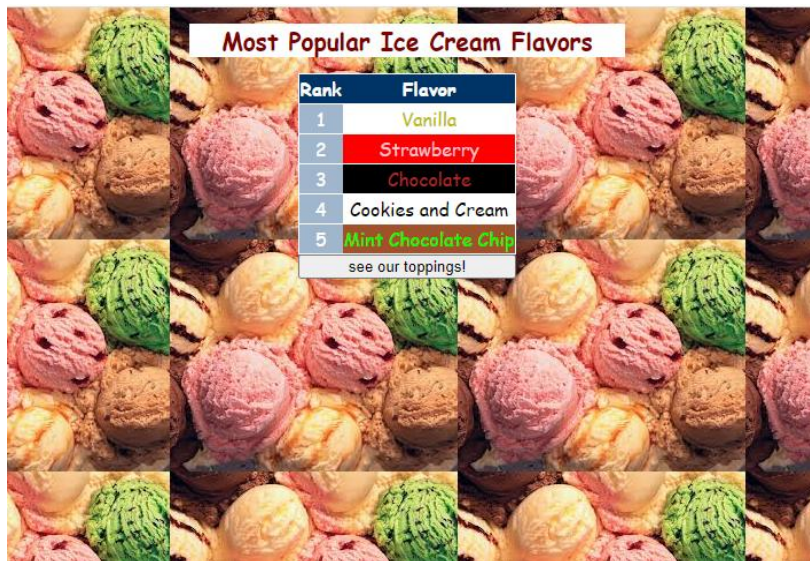 Most Popular Ice Cream Flavors
Rank Flavor
1 Vanilla
2 Strawberry
3 Chocolate
4 Cookies and Cream
5 Mint Chocolate Chip
see our toppings!